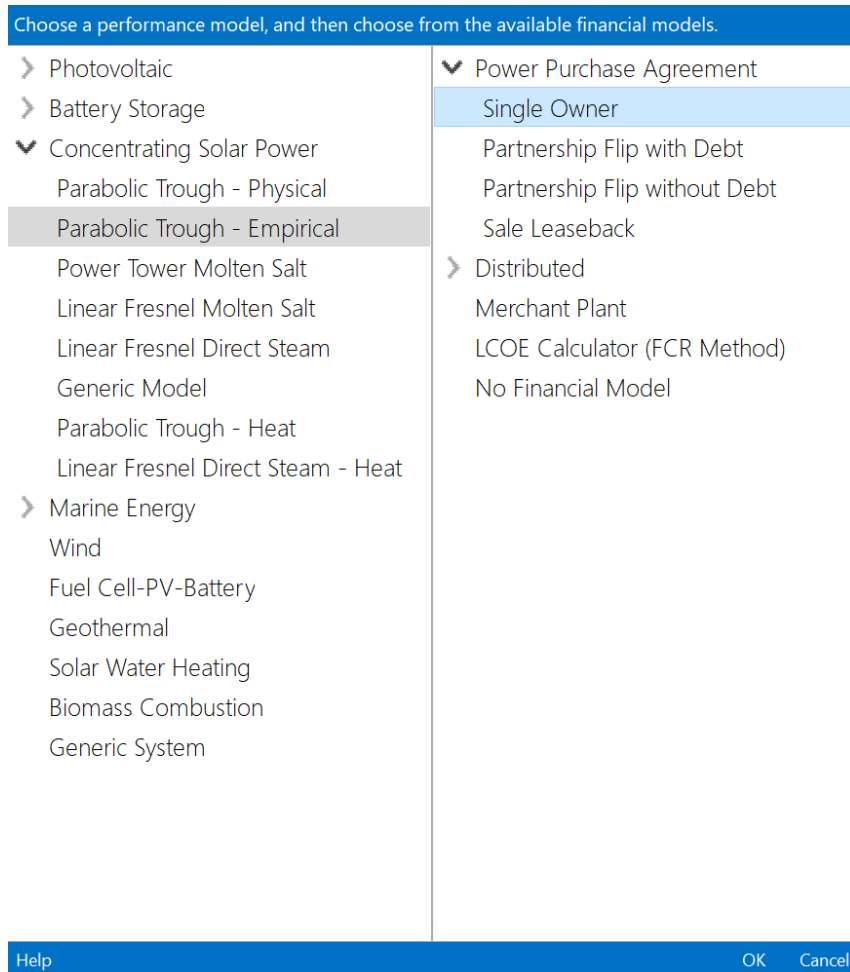 Choose a performance model, and then choose from the available financial models.
Photovoltaic
Battery Storage
Concentrating Solar Power
Parabolic Trough - Physical
Parabolic Trough - Empirical
Power Tower Molten Salt
Linear Fresnel Molten Salt
Linear Fresnel Direct Steam
Generic Model
Parabolic Trough - Heat
Linear Fresnel Direct Steam - Heat
Marine Energy
Wind
Fuel Cell-PV-Battery
Geothermal
Solar Water Heating
Biomass Combustion
Generic System
Power Purchase Agreement
Single Owner
Partnership Flip with Debt
Partnership Flip without Debt
Sale Leaseback
Distributed
Merchant Plant
LCOE Calculator (FCR Method)
No Financial Model
Help
OK
Cancel